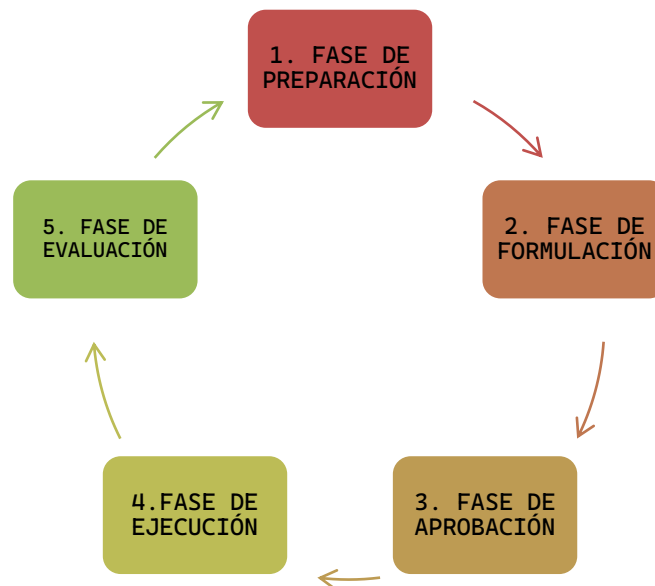 1. FASE DE
PREPARACIÓN
2. FASE DE
FORMULACIÓN
3. FASE DE
APROBACIÓN
4.FASE DE
EJECUCIÓN
5. FASE DE
EVALUACIÓN